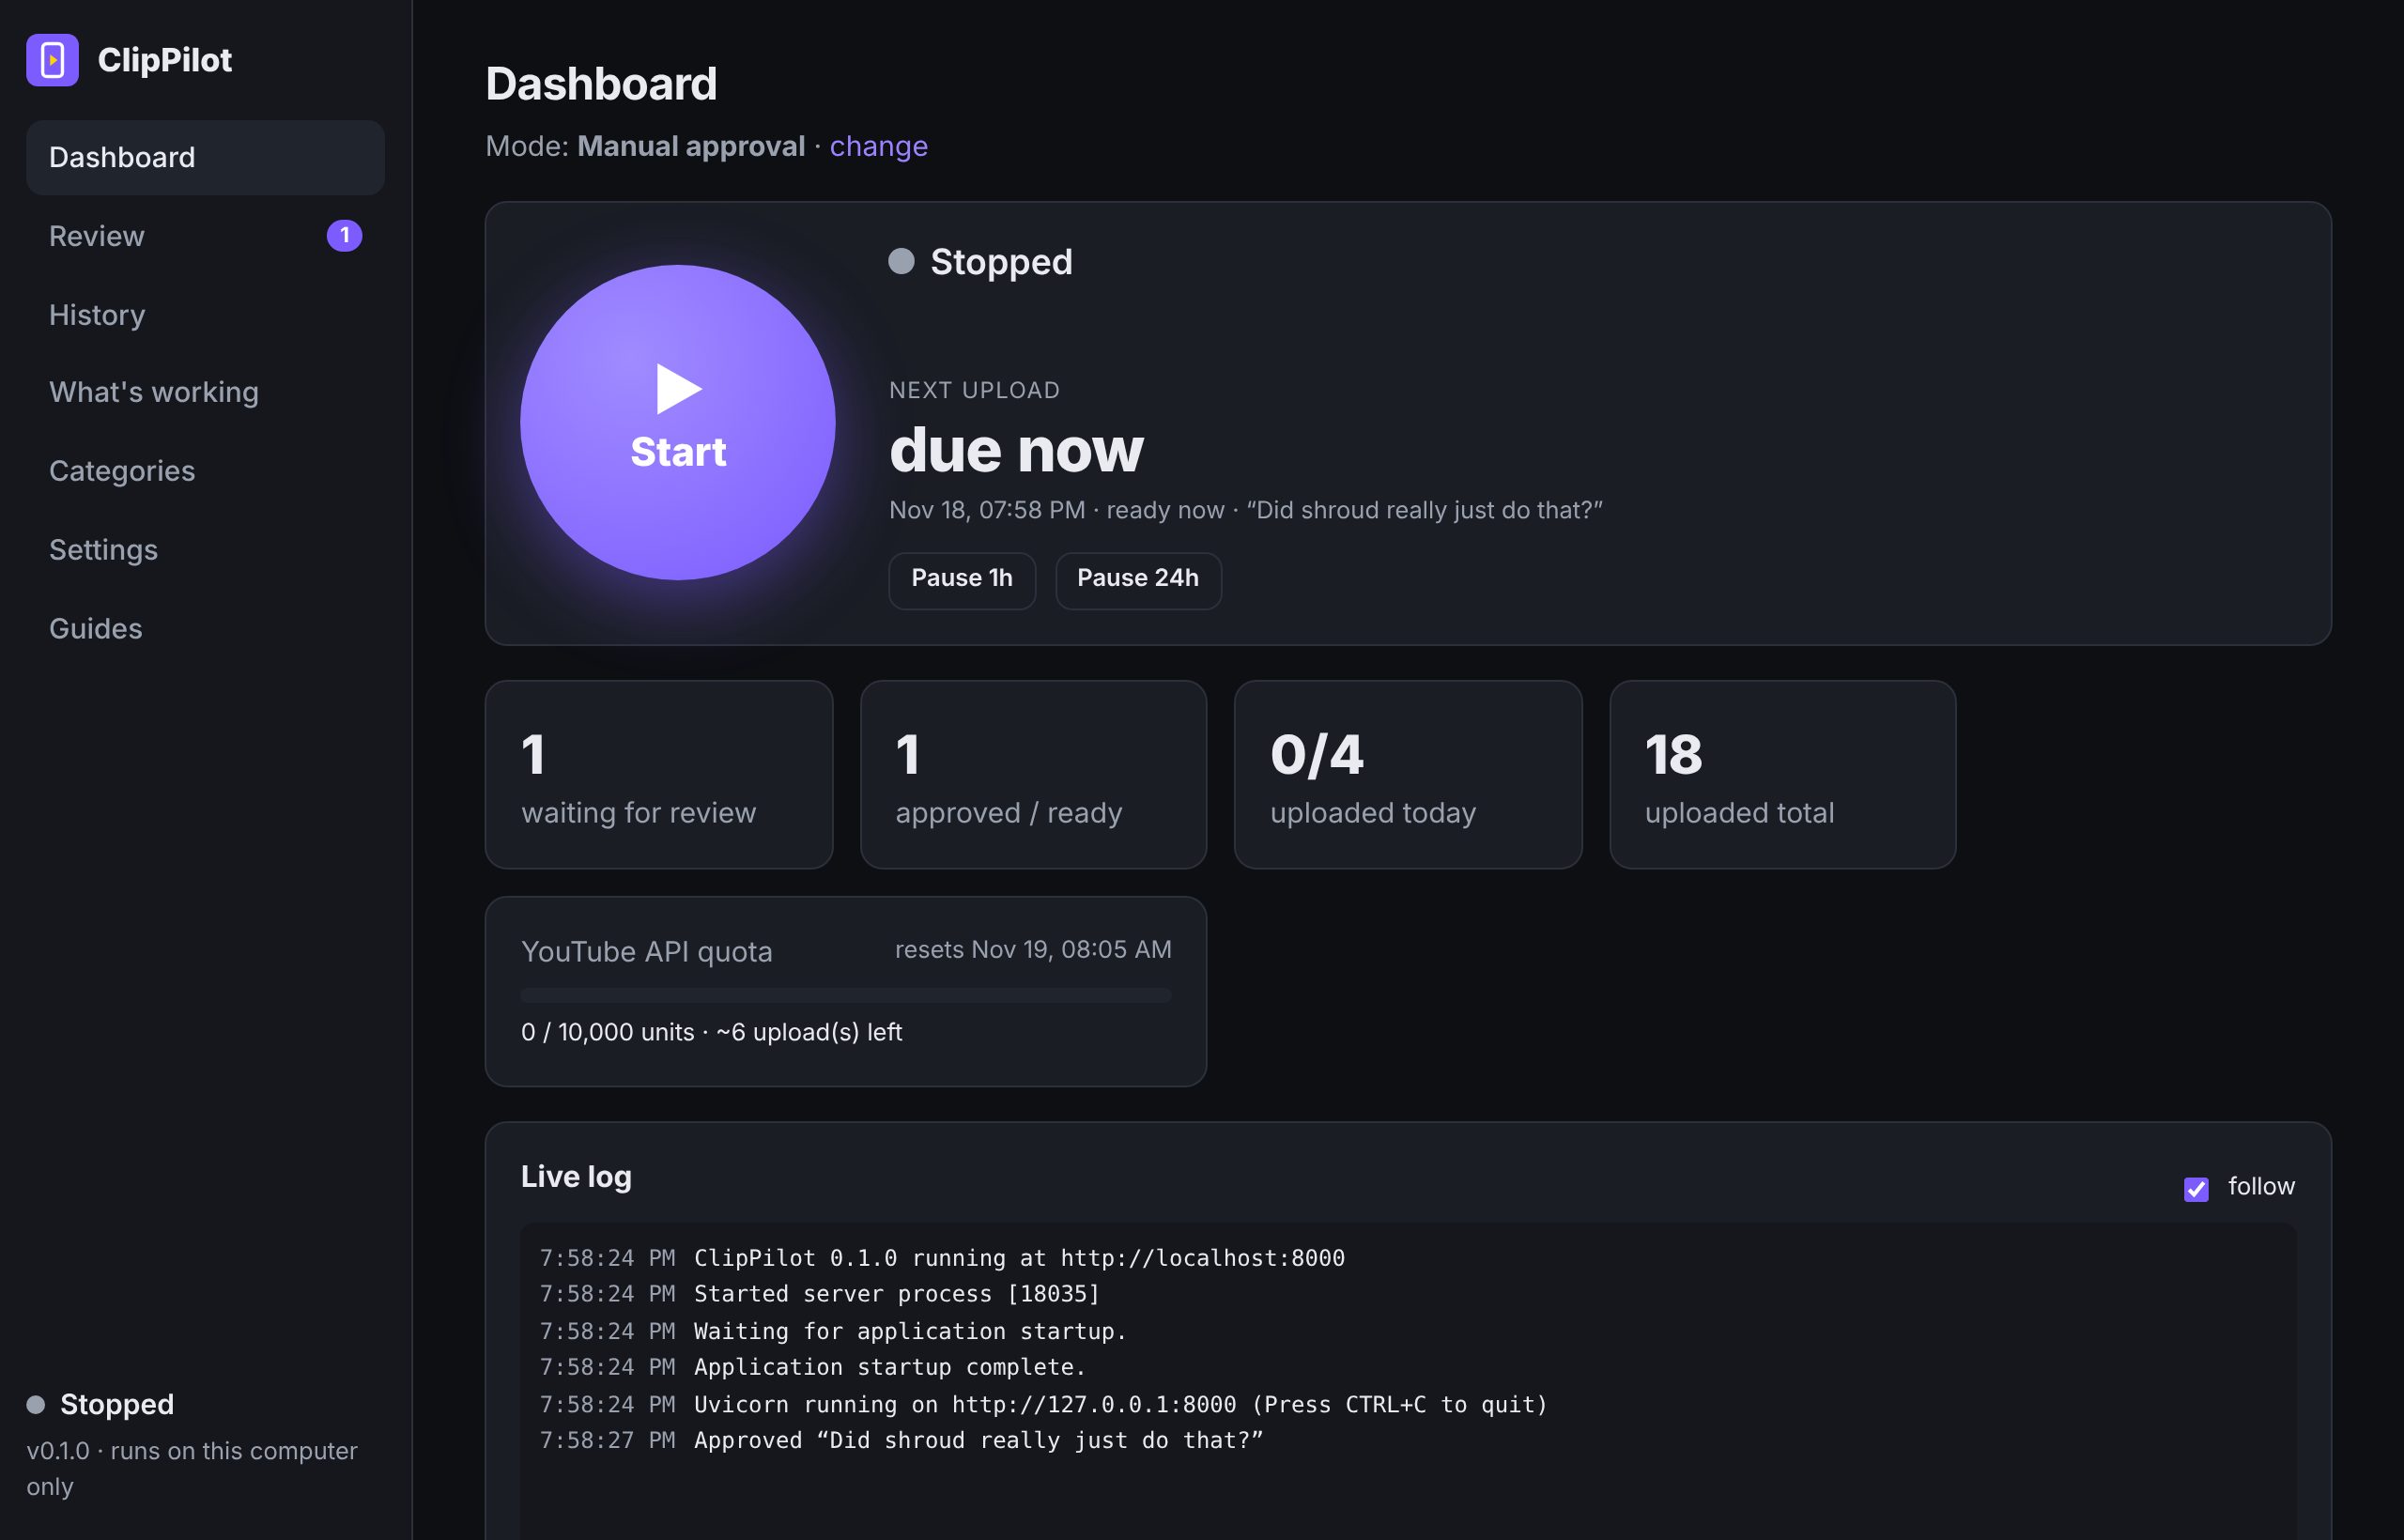 ClipPilot
Dashboard
Review 1
History
What's working
Categories
Settings
Guides
Stopped
v0.1.0 · runs on this computer
only
Dashboard
Mode: Manual approval · change
Start
Stopped
NEXT UPLOAD
due now
Nov 18, 07:58 PM · ready now · “Did shroud really just do that?”
Pause 1h Pause 24h
1
waiting for review
1
approved / ready
0/4
uploaded today
18
uploaded total
YouTube API quota resets Nov 19, 08:05 AM
0 / 10,000 units · ~6 upload(s) left
Live log follow
7:58:24 PM ClipPilot 0.1.0 running at http://localhost:8000
7:58:24 PM Started server process [18035]
7:58:24 PM Waiting for application startup.
7:58:24 PM Application startup complete.
7:58:24 PM Uvicorn running on http://127.0.0.1:8000 (Press CTRL+C to quit)
7:58:27 PM Approved “Did shroud really just do that?”